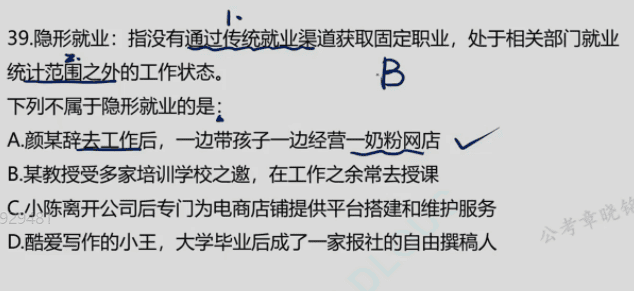 1.
39.隐形就业：指没有通过传统就业渠道获取固定职业，处于相关部门就业
2.
统计范围之外的工作状态。
B
下列不属于隐形就业的是：
A.颜某辞去工作后，一边带孩子一边经营一奶粉网店
B.某教授受多家培训学校之邀，在工作之余常去授课
C.小陈离开公司后专门为电商店铺提供平台搭建和维护服务
929481
D.酷爱写作的小王，大学毕业后成了一家报社的自由撰稿人
公考章晓铭